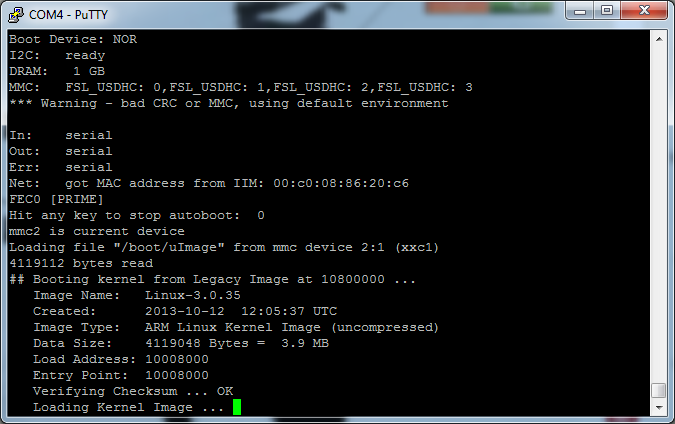 COM4 - PuTTY
Boot Device: NOR
I2C:   ready
DRAM:   1 GB
MMC:   FSL_USDHC: 0,FSL_USDHC: 1,FSL_USDHC: 2,FSL_USDHC: 3
*** Warning - bad CRC or MMC, using default environment
In:    serial
Out:   serial
Err:   serial
Net:   got MAC address from IIM: 00:c0:08:86:20:c6
FEC0 [PRIME]
Hit any key to stop autoboot:  0
mmc2 is current device
Loading file "/boot/uImage" from mmc device 2:1 (xxc1)
4119112 bytes read
## Booting kernel from Legacy Image at 10800000 ...
   Image Name:   Linux-3.0.35
   Created:      2013-10-12  12:05:37 UTC
   Image Type:   ARM Linux Kernel Image (uncompressed)
   Data Size:    4119048 Bytes =  3.9 MB
   Load Address: 10008000
   Entry Point:  10008000
   Verifying Checksum ... OK
   Loading Kernel Image ...